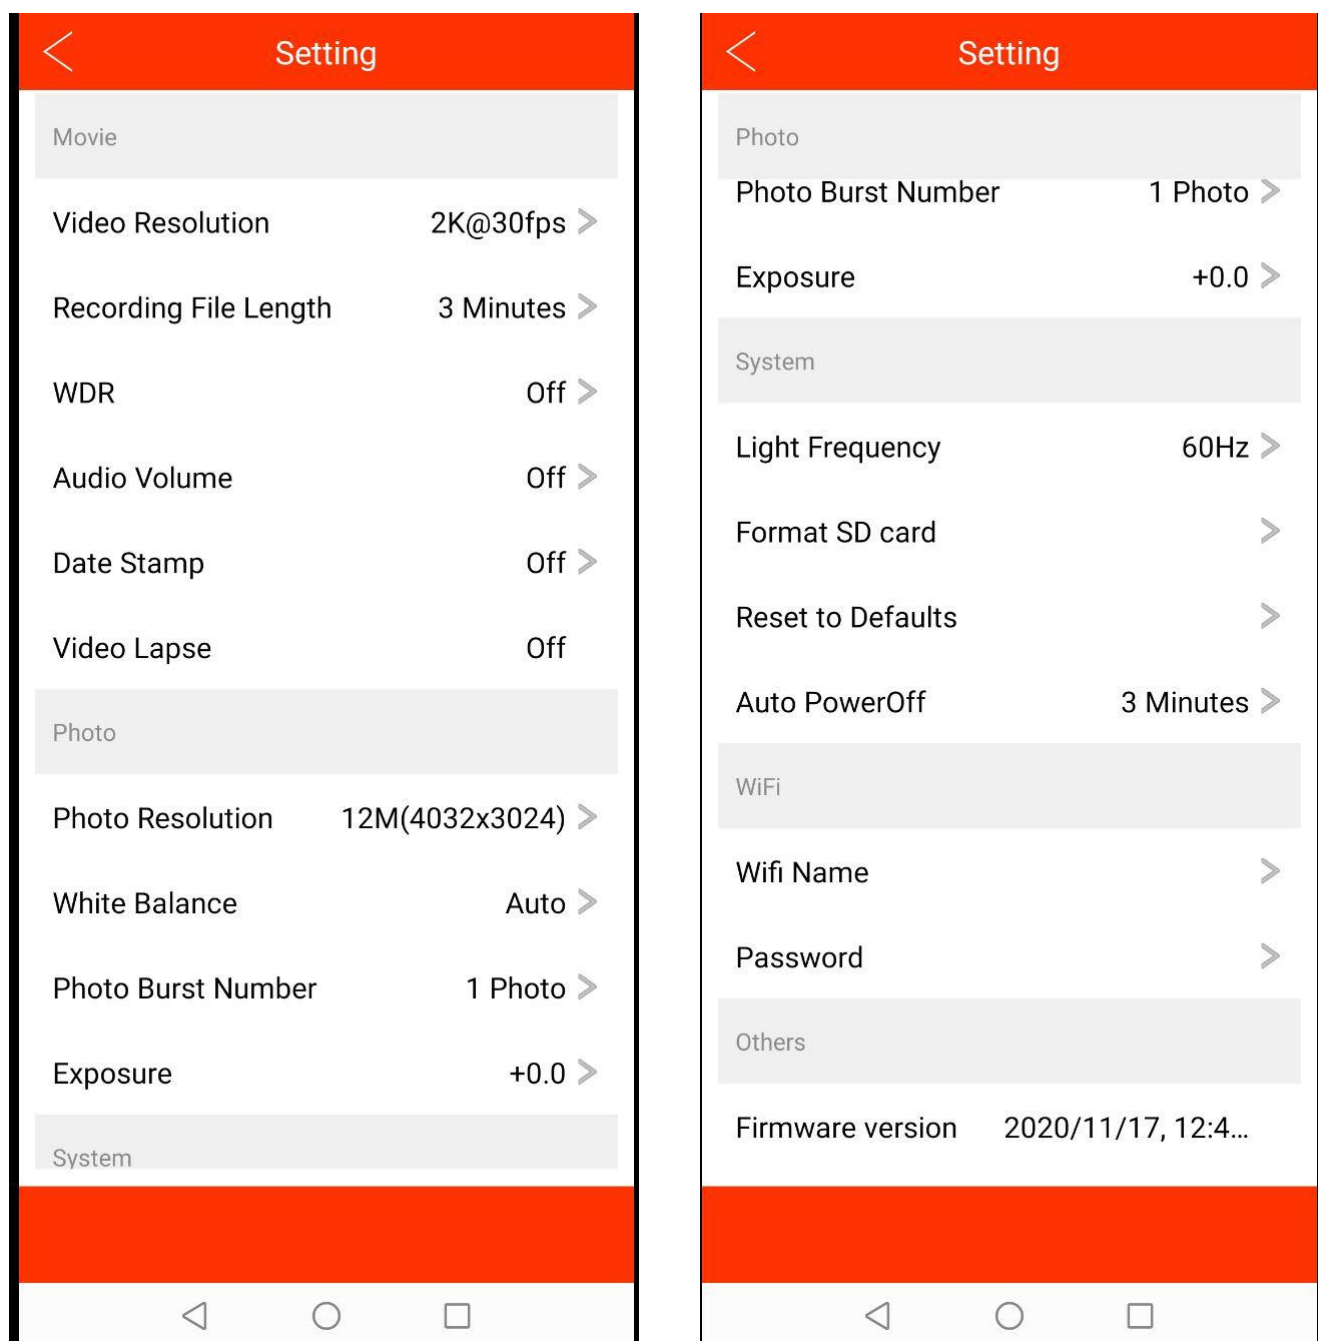 Setting
Movie
Video Resolution 2K@30fps
Recording File Length 3 Minutes
WDR Off
Audio Volume Off
Date Stamp Off
Video Lapse Off
Photo
Photo Resolution 12M(4032x3024)
White Balance Auto
Photo Burst Number 1 Photo
Exposure +0.0
System
Setting
Photo
Photo Burst Number 1 Photo
Exposure +0.0
System
Light Frequency 60Hz
Format SD card
Reset to Defaults
Auto PowerOff 3 Minutes
WiFi
Wifi Name
Password
Others
Firmware version 2020/11/17, 12:4...